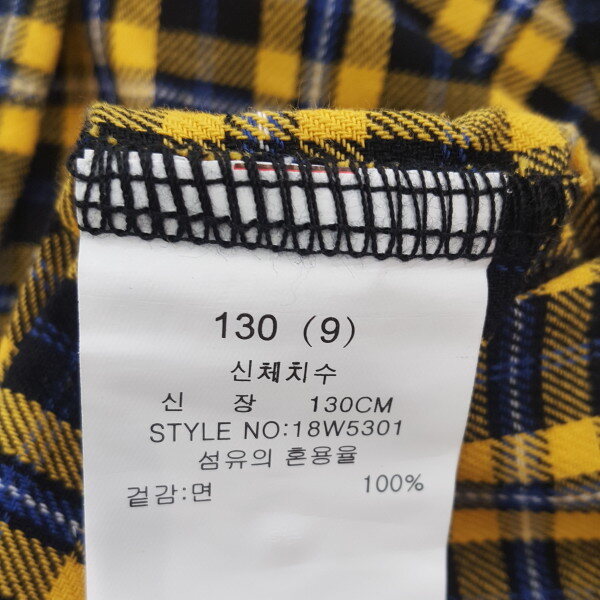 130 (9)
신체치수
신 장 130CM
STYLE NO:18W5301
섬유의 혼용율
겉감:면 100%